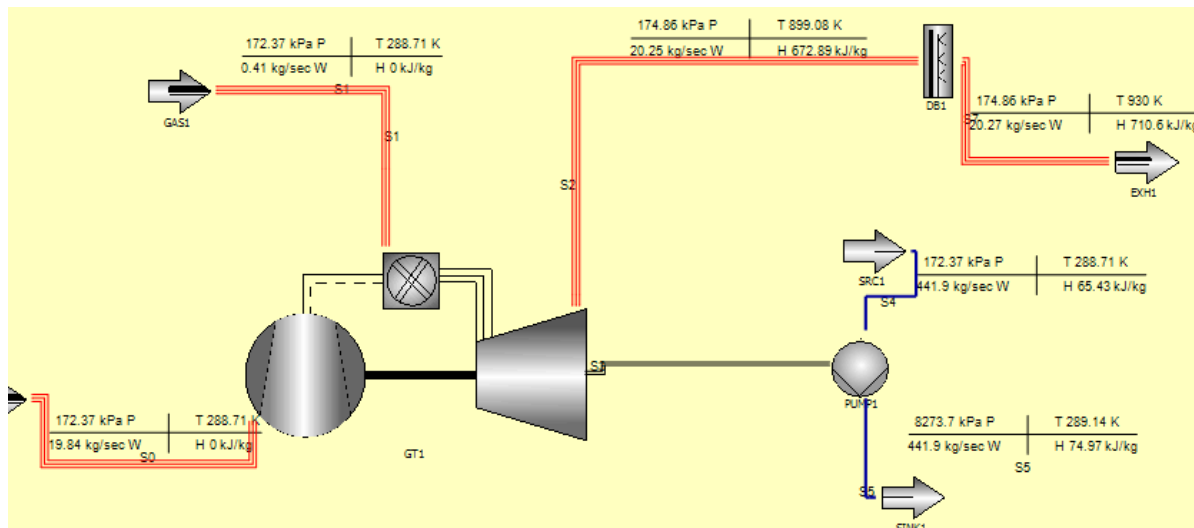 172.37 kPa P T 288.71 K
0.41 kg/sec W H 0 kJ/kg
S1
GAS1
S1
174.86 kPa P T 899.08 K
20.25 kg/sec W H 672.89 kJ/kg
DB1
174.86 kPa P T 930 K
20.27 kg/sec W H 710.6 kJ/kg
S7
EXH1
S2
SRC1
172.37 kPa P T 288.71 K
441.9 kg/sec W H 65.43 kJ/kg
S4
PUMP1
172.37 kPa P T 288.71 K
19.84 kg/sec W H 0 kJ/kg
S0
GT1
8273.7 kPa P T 289.14 K
441.9 kg/sec W H 74.97 kJ/kg
S5
S5
SINK1